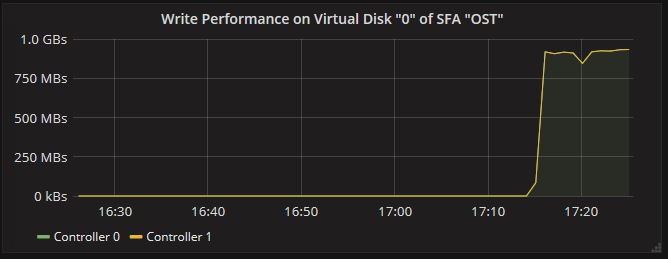 Write Performance on Virtual Disk "0" of SFA "OST"
1.0 GBs
750 MBs
500 MBs
250 MBs
0 kBs
16:30 16:40 16:50 17:00 17:10 17:20
Controller 0 Controller 1